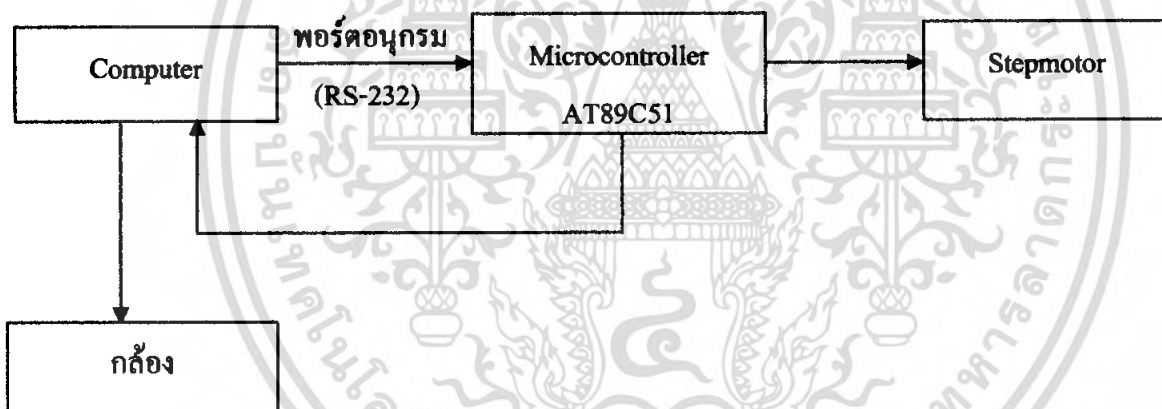 Computer
พอร์ตอนุกรม
(RS-232)
Microcontroller
AT89C51
Stepmotor
กล้อง